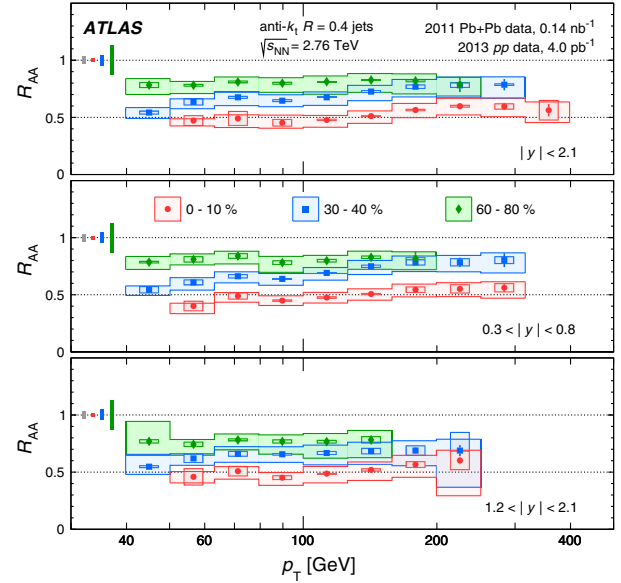 ATLAS
anti-kₜ R = 0.4 jets
√sNN = 2.76 TeV
2011 Pb+Pb data, 0.14 nb⁻¹
2013 pp data, 4.0 pb⁻¹
RAA
1
0.5
0
| y | < 2.1
0 - 10 %
30 - 40 %
60 - 80 %
RAA
1
0.5
0
0.3 < | y | < 0.8
RAA
1
0.5
0
1.2 < | y | < 2.1
40 60 100 200 400
pT [GeV]